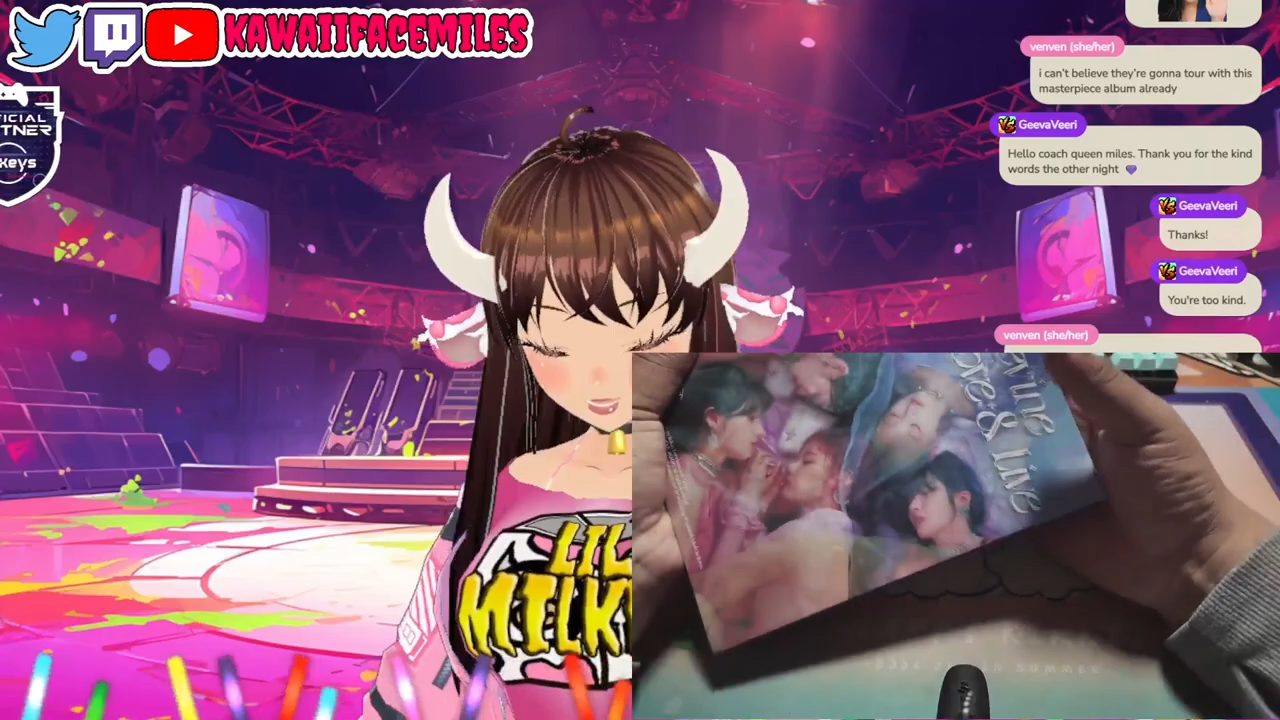 KAWAIIFACEMILES
venven (she/her)
i can't believe they're gonna tour with this
masterpiece album already
GeevaVeeri
Hello coach queen miles. Thank you for the kind
words the other night
GeevaVeeri
Thanks!
GeevaVeeri
You're too kind.
venven (she/her)
keys
LIL